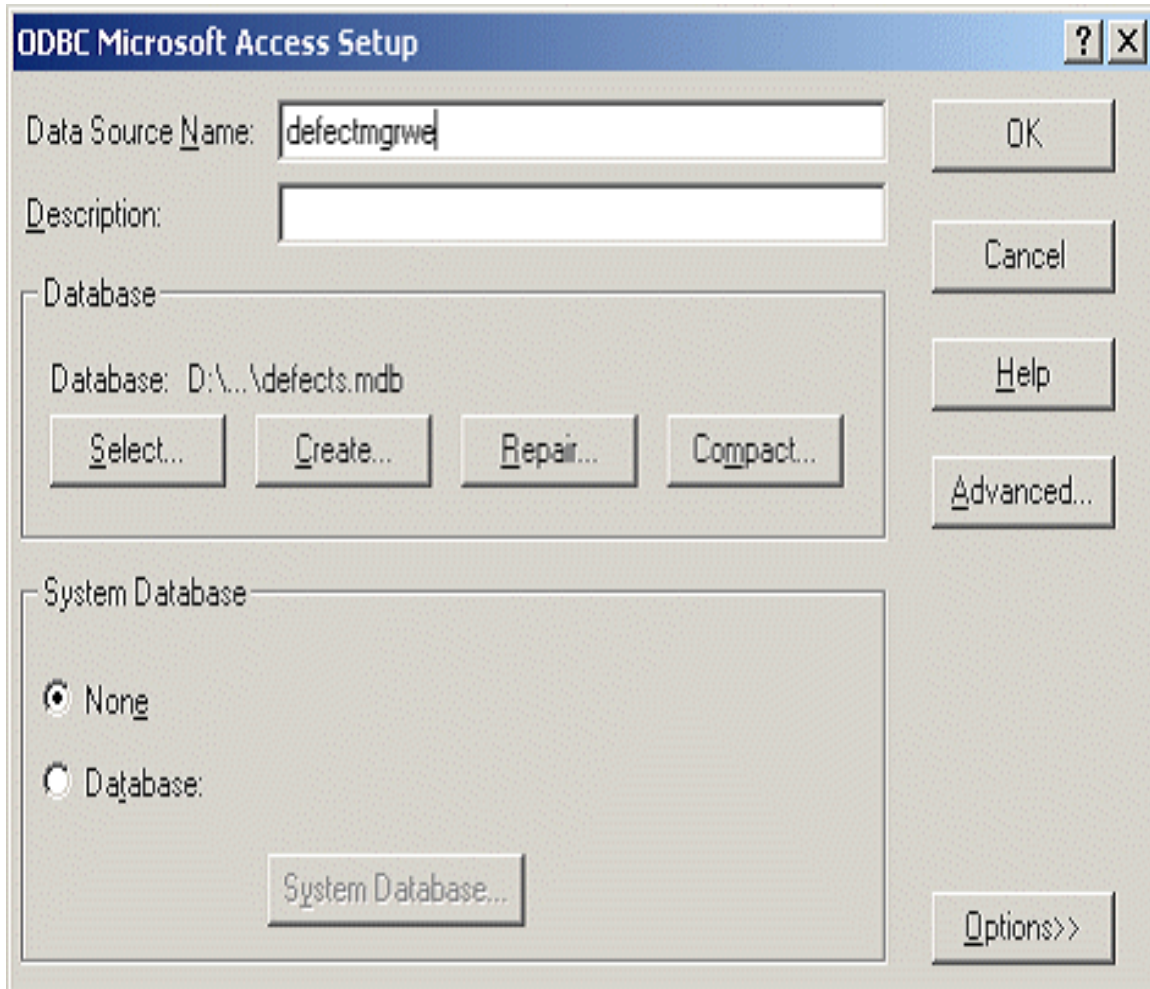 ODBC Microsoft Access Setup
Data Source Name: defectmgrwe
OK
Description:
Cancel
Database
Database: D:\...\defects.mdb
Help
Select... Create... Repair... Compact...
Advanced...
System Database
None
Database:
System Database...
Options>>